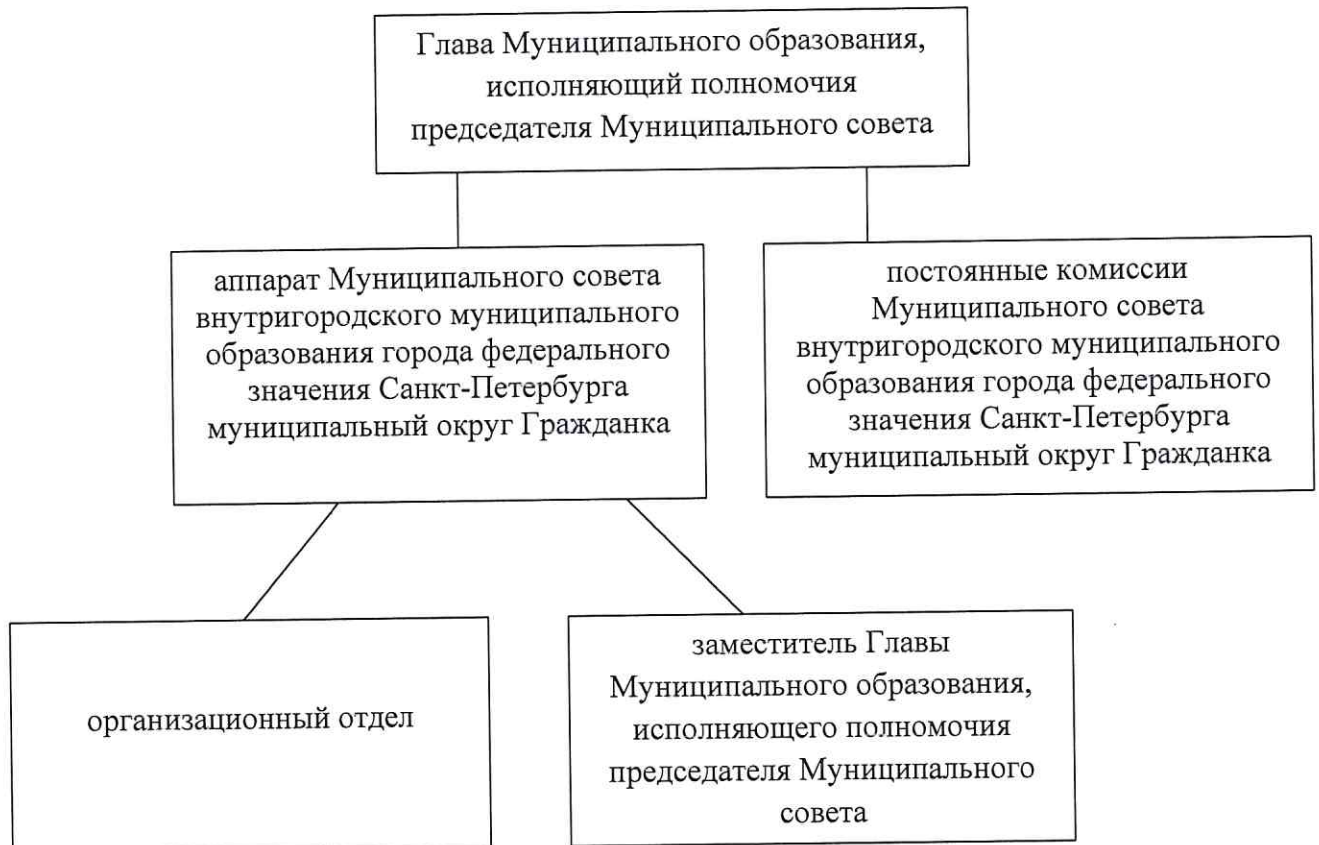 Глава Муниципального образования,
исполняющий полномочия
председателя Муниципального совета
аппарат Муниципального совета
внутригородского муниципального
образования города федерального
значения Санкт-Петербурга
муниципальный округ Гражданка
постоянные комиссии
Муниципального совета
внутригородского муниципального
образования города федерального
значения Санкт-Петербурга
муниципальный округ Гражданка
организационный отдел
заместитель Главы
Муниципального образования,
исполняющего полномочия
председателя Муниципального
совета